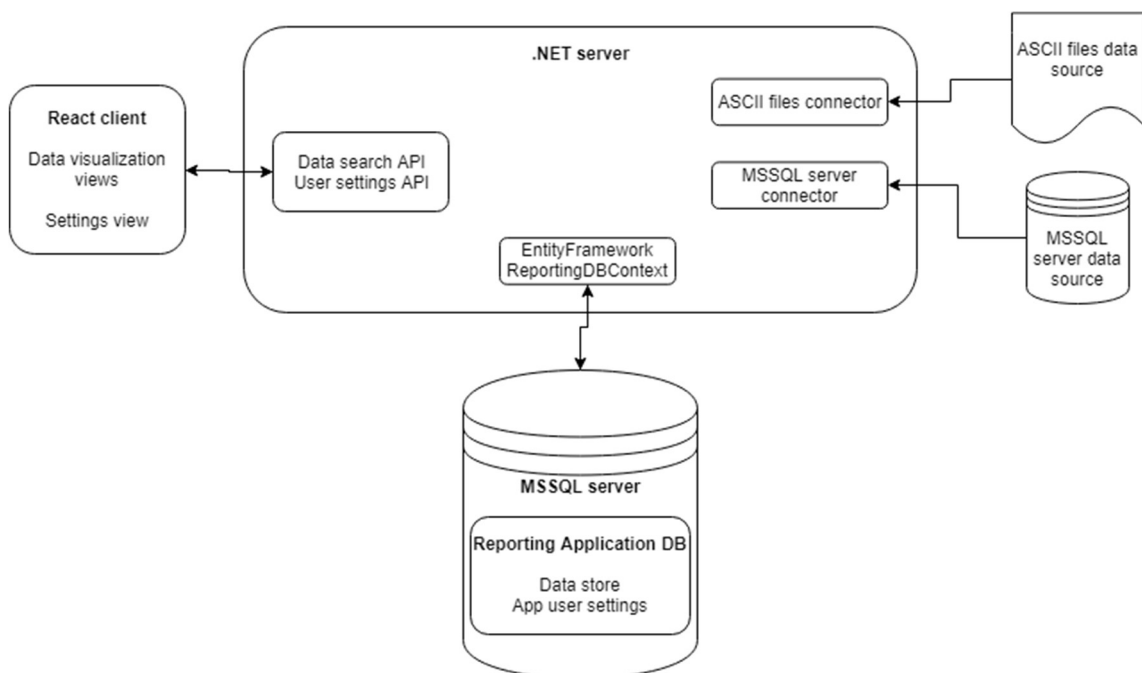 .NET server
React client
Data visualization
views
Settings view
Data search API
User settings API
ASCII files connector
MSSQL server
connector
ASCII files data
source
MSSQL
server data
source
EntityFramework
ReportingDBContext
MSSQL server
Reporting Application DB
Data store
App user settings